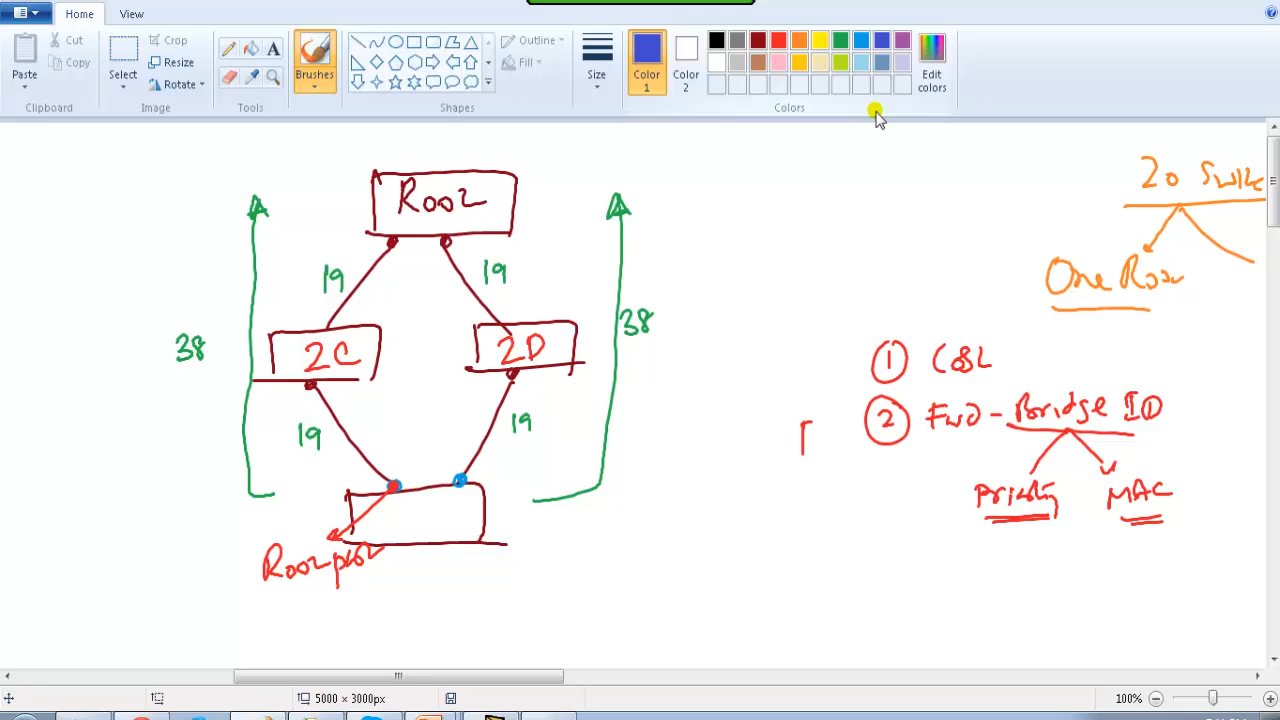 Home
View
Paste
Cut
Copy
Clipboard
Select
Crop
Resize
Rotate
Image
A
Tools
Brushes
Shapes
Outline
Fill
Size
Color
1
Color
2
Colors
Edit
colors
Root
19
19
38
38
2C
2D
19
19
Root port
20
One Root
1 Cost
2 Fwd - Bridge ID
Priority
MAC
5000 × 3000px
100%